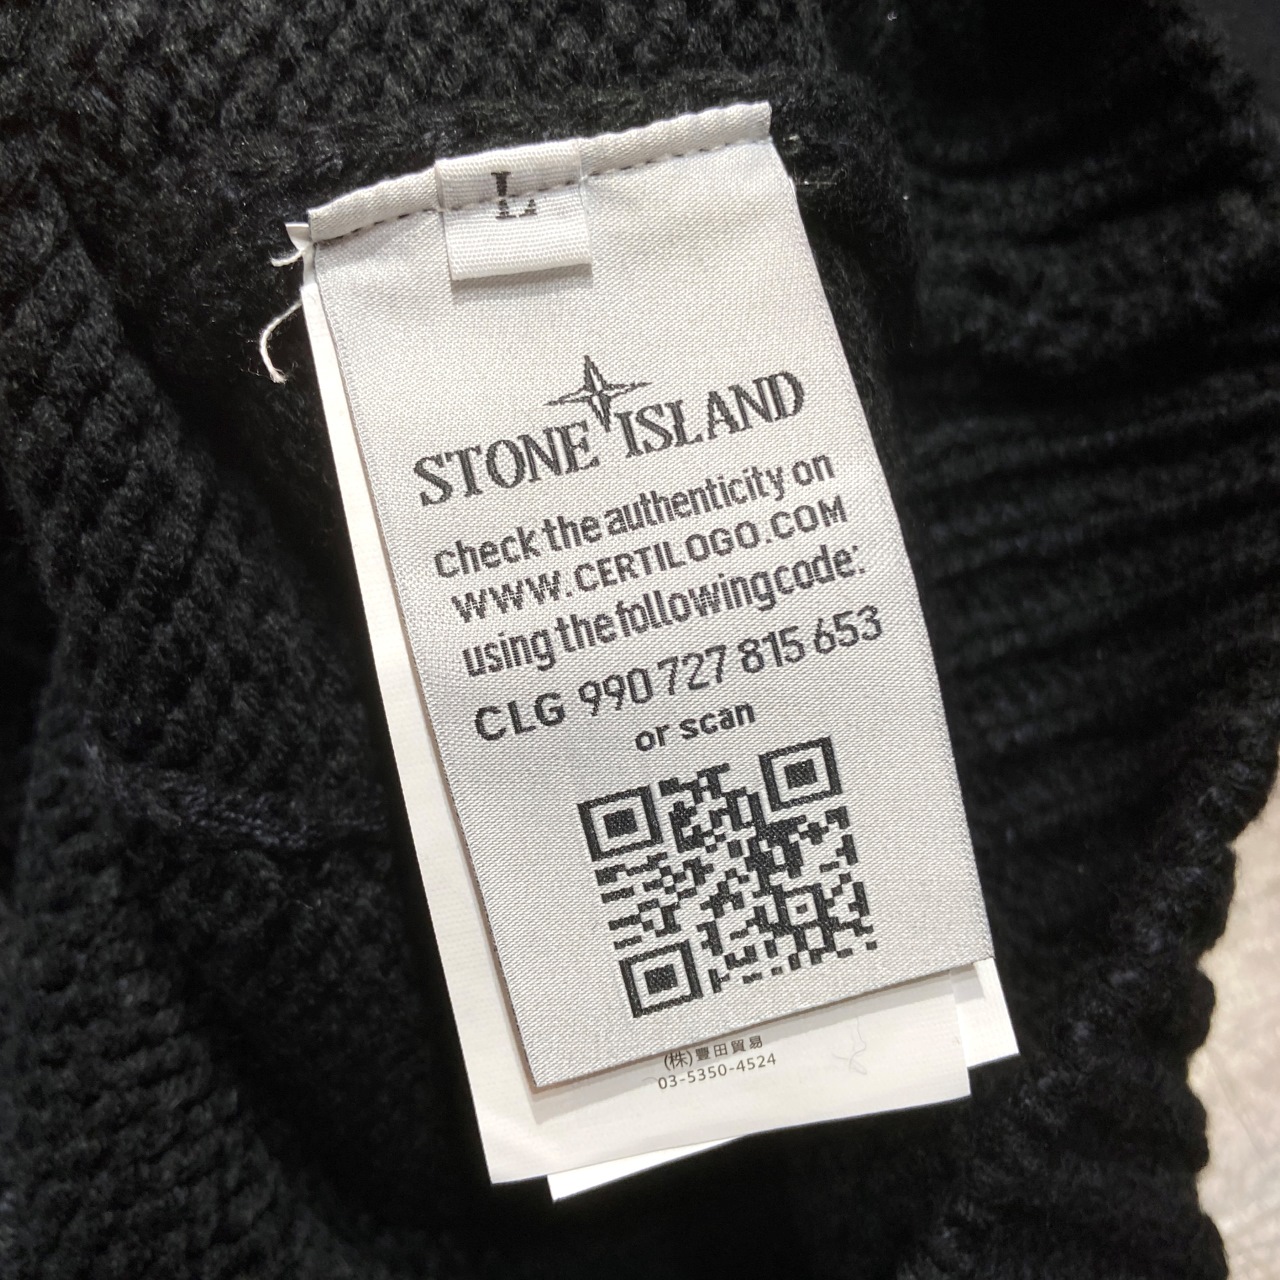 L
STONE ISLAND
check the authenticity on
WWW.CERTILOGO.COM
using the following code:
CLG 990 727 815 653
or scan
(株)豐田貿易
03-5350-4524